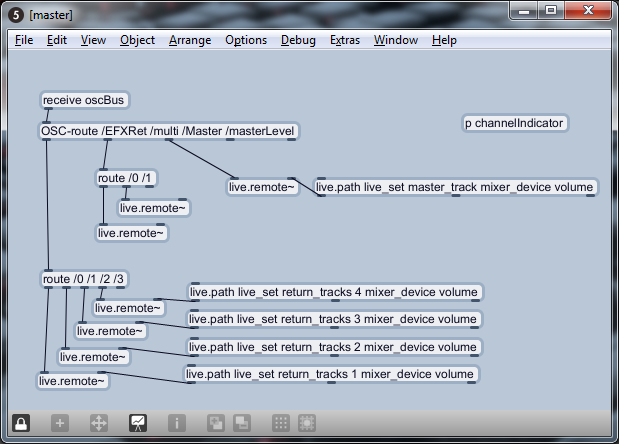 5 [master]
File Edit View Object Arrange Options Debug Extras Window Help
receive oscBus
p channelIndicator
OSC-route /EFXRet /multi /Master /masterLevel
route /0 /1
live.remote~ live.path live_set master_track mixer_device volume
live.remote~
live.remote~
route /0 /1 /2 /3
live.path live_set return_tracks 4 mixer_device volume
live.remote~
live.path live_set return_tracks 3 mixer_device volume
live.remote~
live.path live_set return_tracks 2 mixer_device volume
live.remote~
live.path live_set return_tracks 1 mixer_device volume
live.remote~